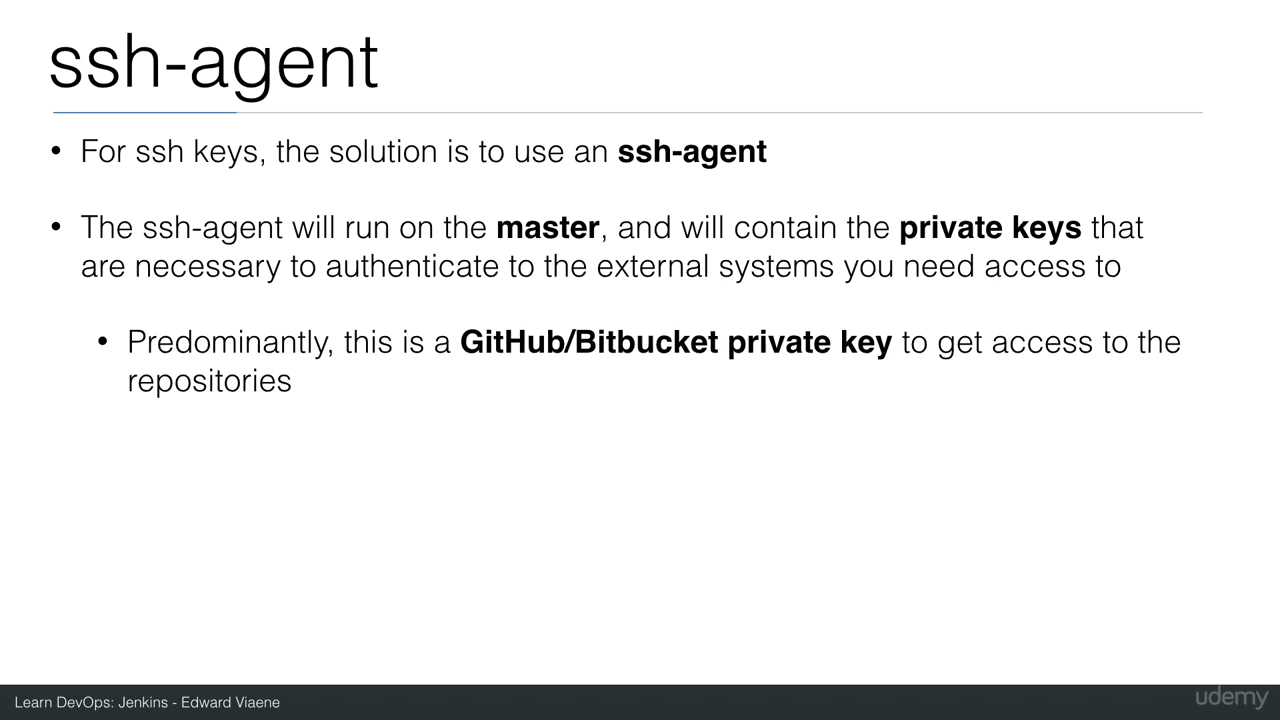 ssh-agent
• For ssh keys, the solution is to use an ssh-agent
• The ssh-agent will run on the master, and will contain the private keys that
are necessary to authenticate to the external systems you need access to
• Predominantly, this is a GitHub/Bitbucket private key to get access to the
repositories
Learn DevOps: Jenkins - Edward Viaene
udemy